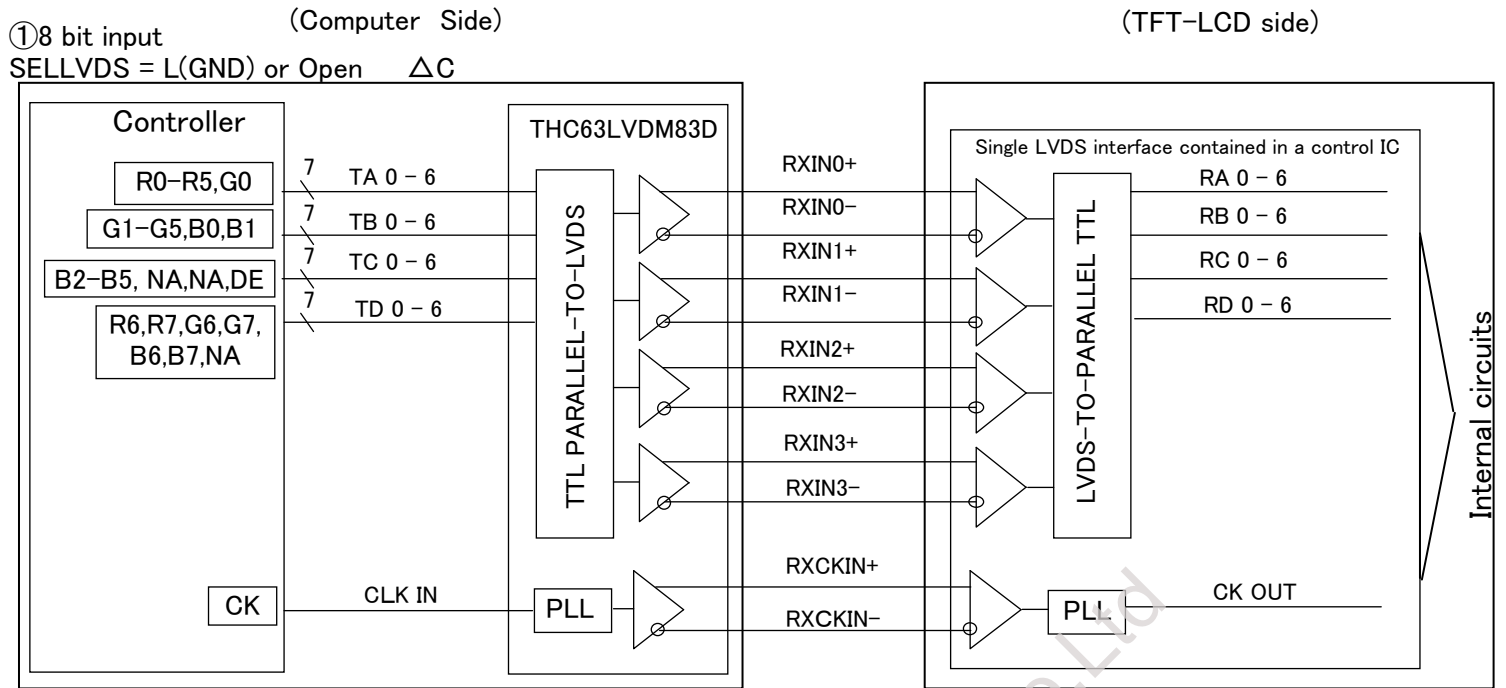 (Computer Side)
(TFT-LCD side)
①8 bit input
SELLVDS = L(GND) or Open △C
Controller
R0-R5,G0
G1-G5,B0,B1
B2-B5, NA,NA,DE
R6,R7,G6,G7,
B6,B7,NA
CK
7
TA 0 - 6
7
TB 0 - 6
7
TC 0 - 6
7
TD 0 - 6
CLK IN
THC63LVDM83D
TTL PARALLEL-TO-LVDS
PLL
RXIN0+
RXIN0-
RXIN1+
RXIN1-
RXIN2+
RXIN2-
RXIN3+
RXIN3-
RXCKIN+
RXCKIN-
Single LVDS interface contained in a control IC
LVDS-TO-PARALLEL TTL
PLL
RA 0 - 6
RB 0 - 6
RC 0 - 6
RD 0 - 6
CK OUT
Internal circuits
.Ltd